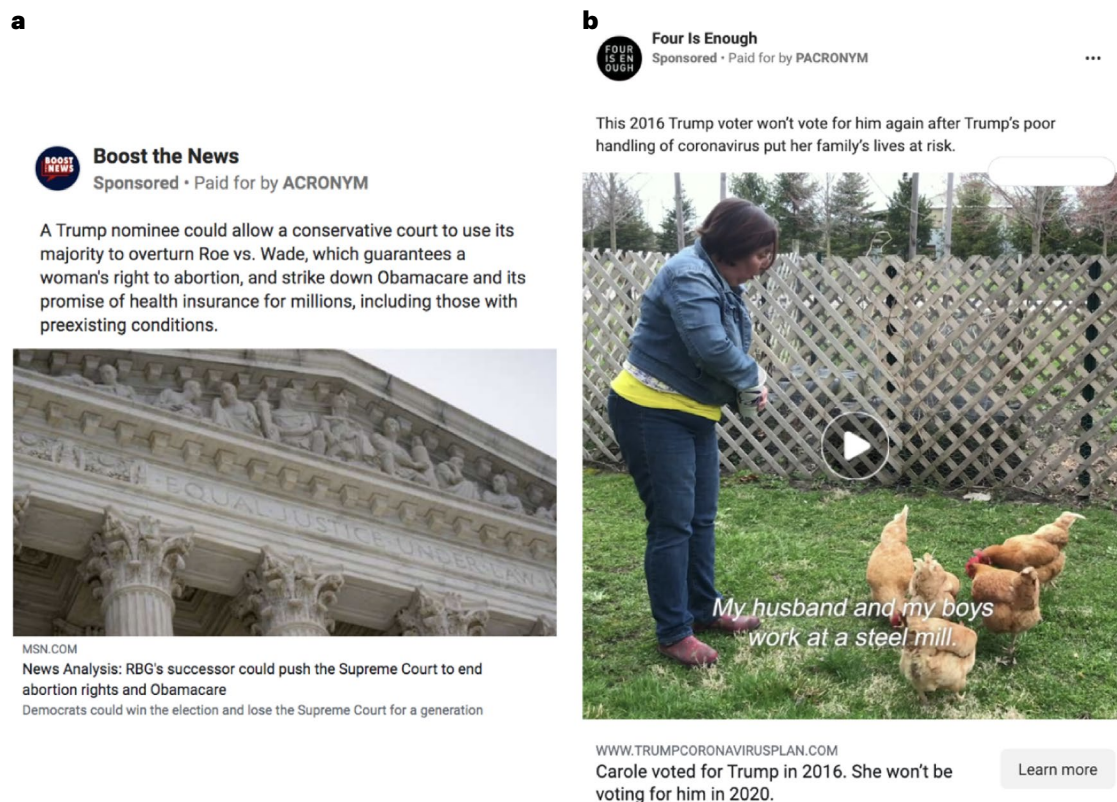 a
BOOST
THE NEWS
Boost the News
Sponsored • Paid for by ACRONYM
A Trump nominee could allow a conservative court to use its
majority to overturn Roe vs. Wade, which guarantees a
woman's right to abortion, and strike down Obamacare and its
promise of health insurance for millions, including those with
preexisting conditions.
EQUAL JUSTICE UNDER LAW
MSN.COM
News Analysis: RBG's successor could push the Supreme Court to end
abortion rights and Obamacare
Democrats could win the election and lose the Supreme Court for a generation
b
FOUR
IS EN
OUGH
Four Is Enough
Sponsored • Paid for by PACRONYM
This 2016 Trump voter won’t vote for him again after Trump’s poor
handling of coronavirus put her family’s lives at risk.
My husband and my boys
work at a steel mill.
WWW.TRUMPCORONAVIRUSPLAN.COM
Carole voted for Trump in 2016. She won’t be
voting for him in 2020.
Learn more